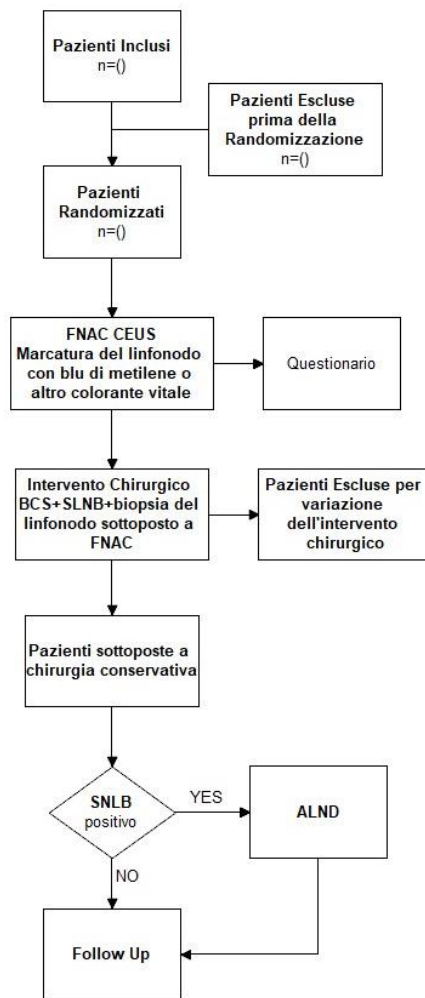 Pazienti Inclusi
n=()
Pazienti Escluse
prima della
Randomizzazione
n=()
Pazienti
Randomizzati
n=()
FNAC CEUS
Marcatura del linfonodo
con blu di metilene o
altro colorante vitale
Questionario
Intervento Chirurgico
BCS+SLNB+biopsia del
linfonodo sottoposto a
FNAC
Pazienti Escluse per
variazione
dell'intervento
chirurgico
Pazienti sottoposte a
chirurgia conservativa
SNLB
positivo
YES
ALND
NO
Follow Up